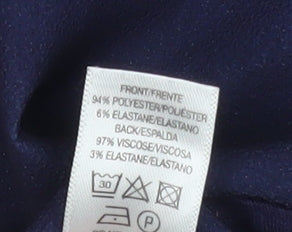 FRONT/FRENTE
94% POLYESTER/POLIÉSTER
6% ELASTANE/ELASTANO
BACK/ESPALDA
97% VISCOSE/VISCOSA
3% ELASTANE/ELASTANO
30
P